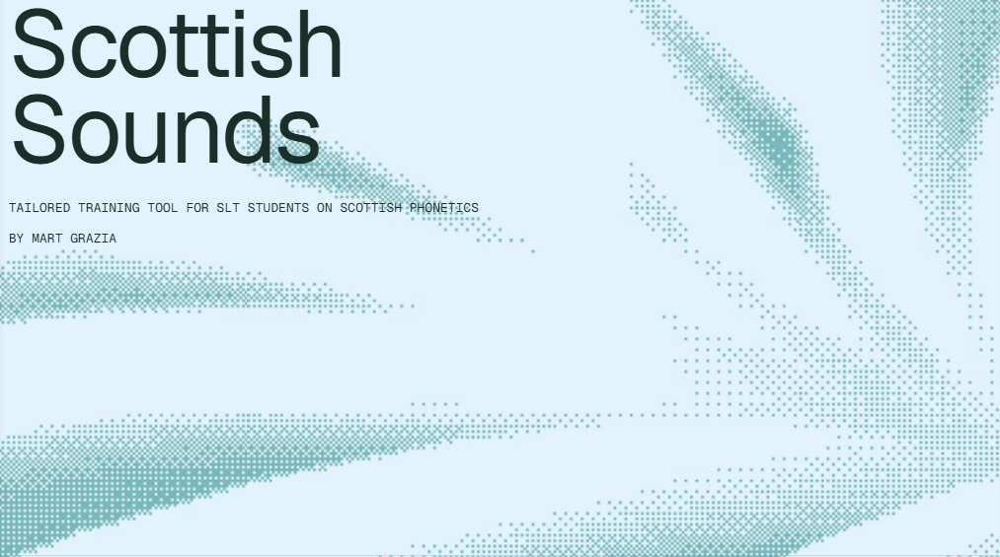 Scottish
Sounds
TAILORED TRAINING TOOL FOR SLT STUDENTS ON SCOTTISH PHONETICS
BY MART GRAZIA